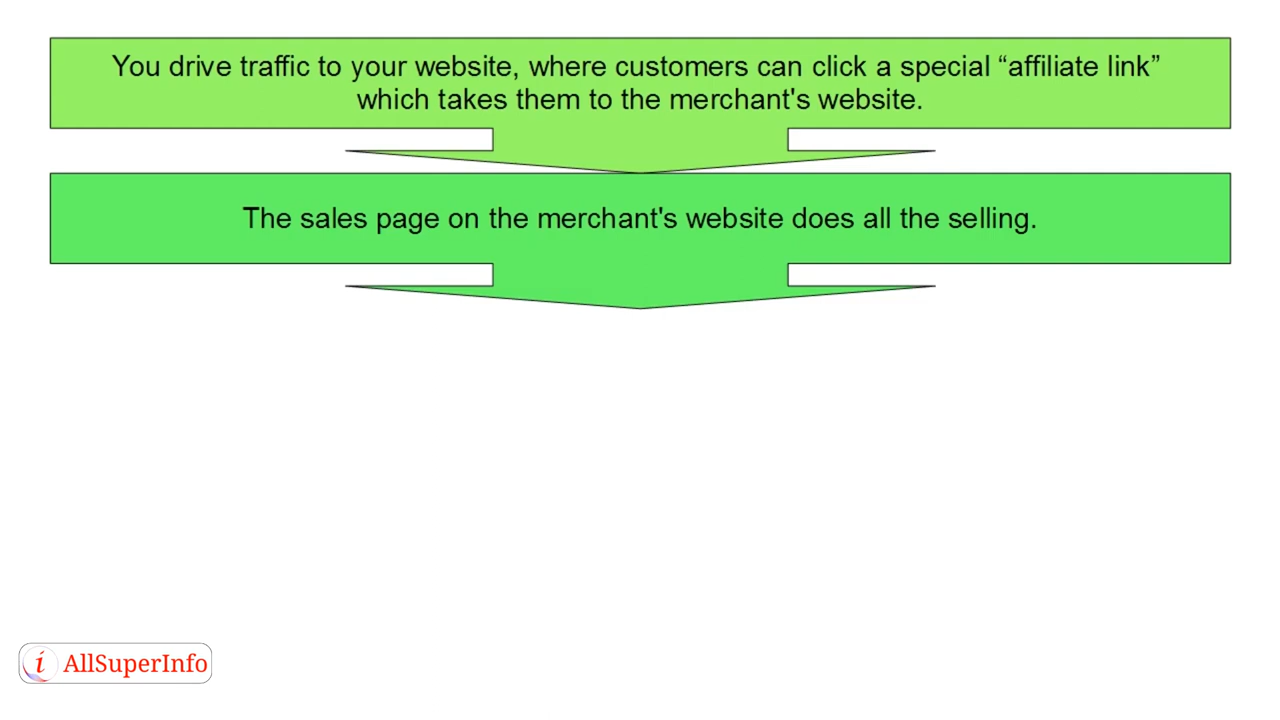 You drive traffic to your website, where customers can click a special “affiliate link”
which takes them to the merchant's website.
The sales page on the merchant's website does all the selling.
i AllSuperInfo